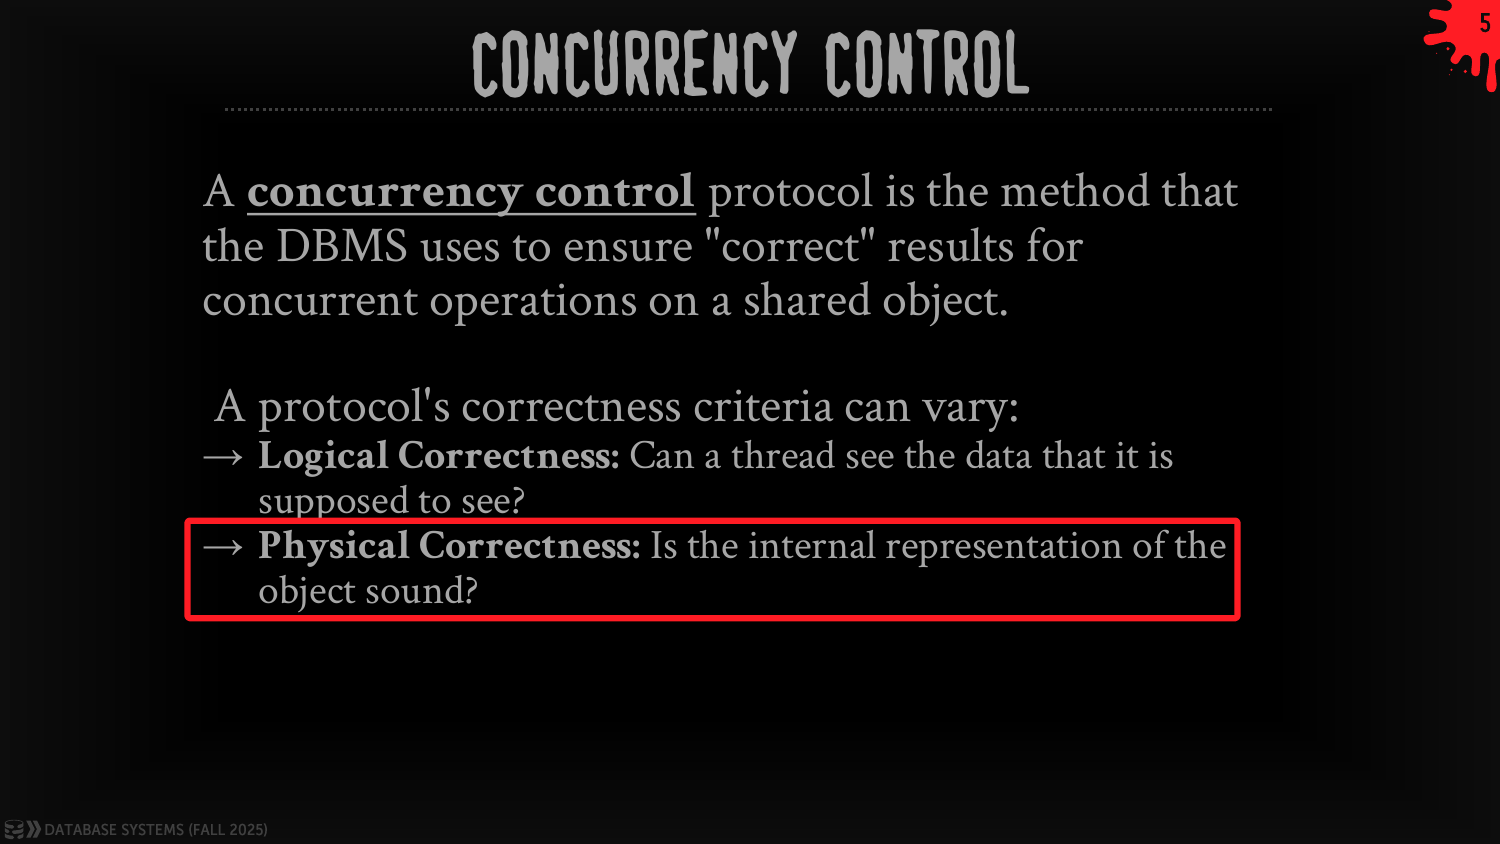 5
CONCURRENCY CONTROL
A concurrency control protocol is the method that
the DBMS uses to ensure "correct" results for
concurrent operations on a shared object.
A protocol's correctness criteria can vary:
→ Logical Correctness: Can a thread see the data that it is
supposed to see?
→ Physical Correctness: Is the internal representation of the
object sound?
DATABASE SYSTEMS (FALL 2025)